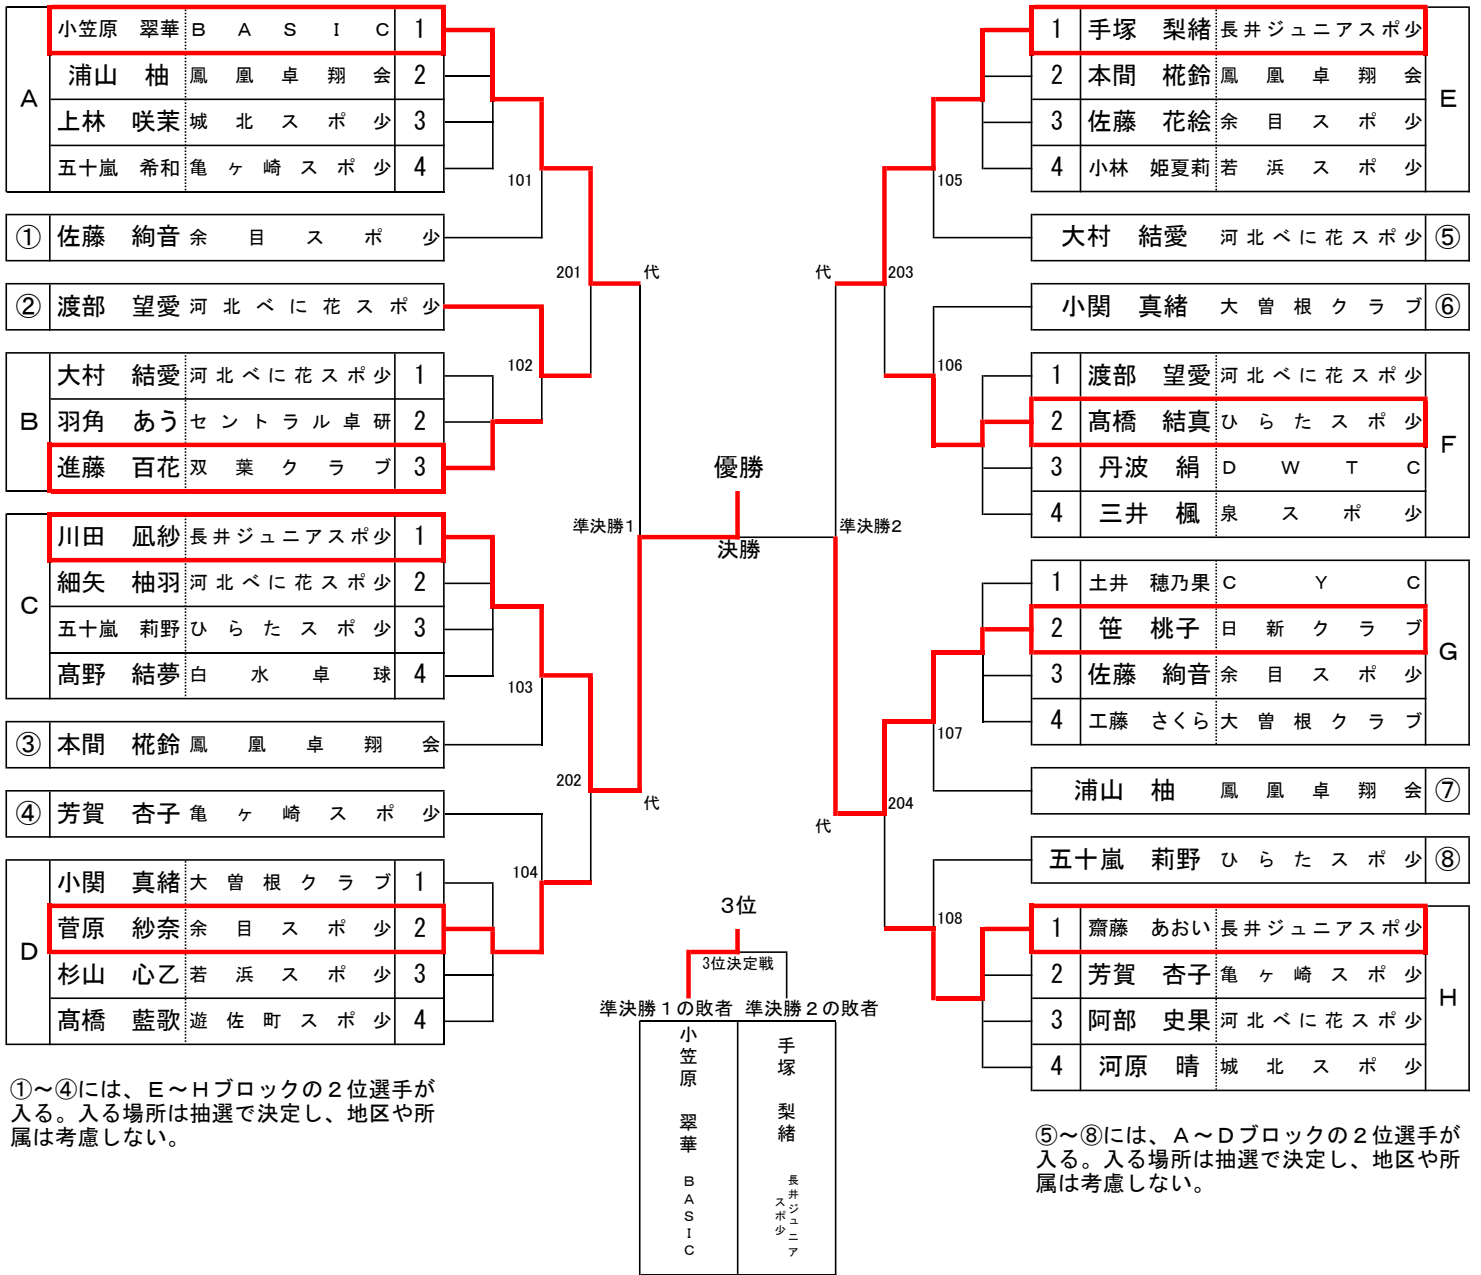 A
小笠原 翠華 BASIC 1
浦山 柚 鳳凰卓翔会 2
上林 咲茉 城北スポ少 3
五十嵐 希和 亀ヶ崎スポ少 4
101
① 佐藤 絢音 余目スポ少
201
代
② 渡部 望愛 河北べに花スポ少
102
B
大村 結愛 河北べに花スポ少 1
羽角 あう セントラル卓研 2
進藤 百花 双葉クラブ 3
準決勝1
C
川田 凪紗 長井ジュニアスポ少 1
細矢 柚羽 河北べに花スポ少 2
五十嵐 莉野 ひらたスポ少 3
髙野 結夢 白水卓球 4
103
③ 本間 椛鈴 鳳凰卓翔会
202
代
④ 芳賀 杏子 亀ヶ崎スポ少
104
D
小関 真緒 大曽根クラブ 1
菅原 紗奈 余目スポ少 2
杉山 心乙 若浜スポ少 3
髙橋 藍歌 遊佐町スポ少 4
①～④には、E～Hブロックの２位選手が
入る。入る場所は抽選で決定し、地区や所
属は考慮しない。
優勝
決勝
3位
3位決定戦
準決勝１の敗者 準決勝２の敗者
小笠原 翠華 BASIC
手塚 梨緒 長井ジュニアスポ少
E
1 手塚 梨緒 長井ジュニアスポ少
2 本間 椛鈴 鳳凰卓翔会
3 佐藤 花絵 余目スポ少
4 小林 姫夏莉 若浜スポ少
105
大村 結愛 河北べに花スポ少 ⑤
代
203
小関 真緒 大曽根クラブ ⑥
106
F
1 渡部 望愛 河北べに花スポ少
2 髙橋 結真 ひらたスポ少
3 丹波 絹 DWTC
4 三井 楓 泉スポ少
準決勝2
G
1 土井 穂乃果 CYC
2 笹 桃子 日新クラブ
3 佐藤 絢音 余目スポ少
4 工藤 さくら 大曽根クラブ
107
浦山 柚 鳳凰卓翔会 ⑦
代
204
五十嵐 莉野 ひらたスポ少 ⑧
108
H
1 齋藤 あおい 長井ジュニアスポ少
2 芳賀 杏子 亀ヶ崎スポ少
3 阿部 史果 河北べに花スポ少
4 河原 晴 城北スポ少
⑤～⑧には、A～Dブロックの２位選手が
入る。入る場所は抽選で決定し、地区や所
属は考慮しない。